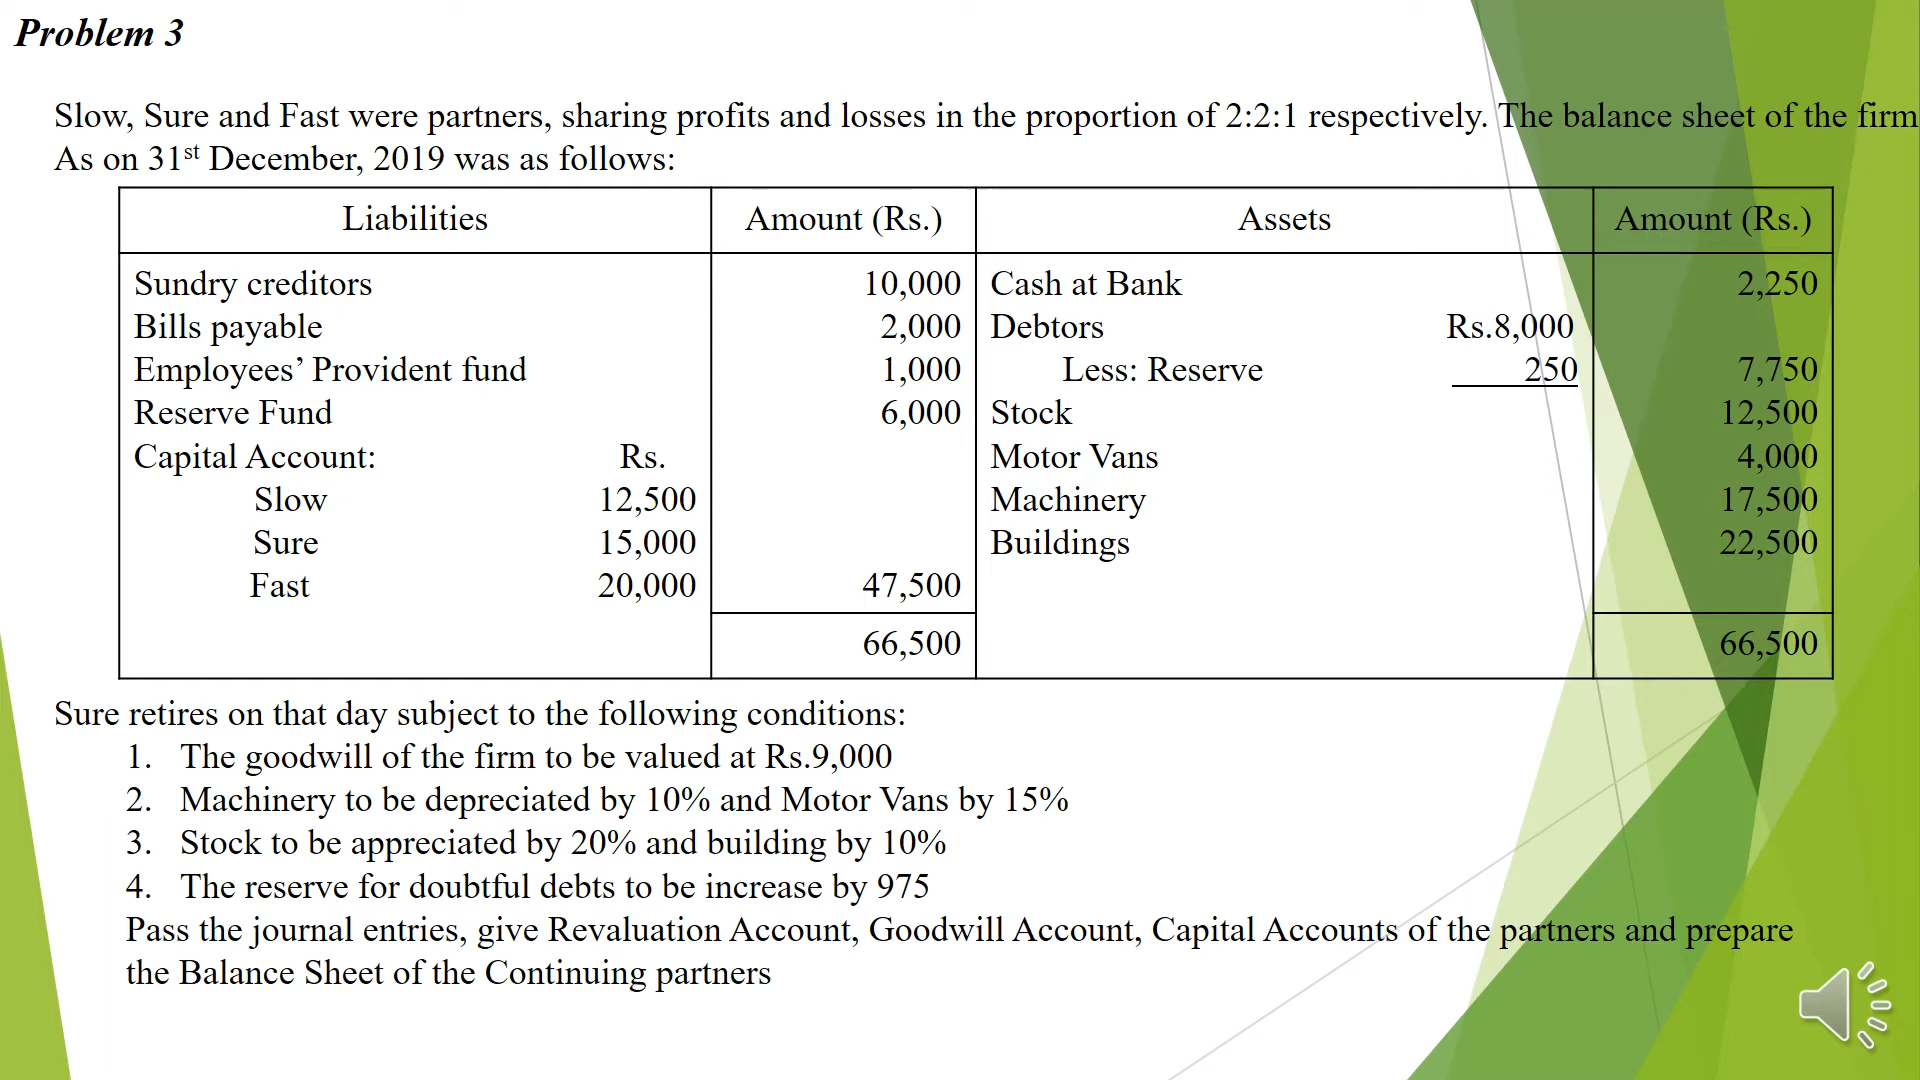 Problem 3
Slow, Sure and Fast were partners, sharing profits and losses in the proportion of 2:2:1 respectively. The balance sheet of the firm
As on 31st December, 2019 was as follows:
Liabilities Amount (Rs.) Assets Amount (Rs.)
Sundry creditors 10,000 Cash at Bank 2,250
Bills payable 2,000 Debtors Rs.8,000
Employees’ Provident fund 1,000 Less: Reserve 250 7,750
Reserve Fund 6,000 Stock 12,500
Capital Account: Rs. Motor Vans 4,000
Slow 12,500 Machinery 17,500
Sure 15,000 Buildings 22,500
Fast 20,000 47,500
66,500 66,500
Sure retires on that day subject to the following conditions:
1. The goodwill of the firm to be valued at Rs.9,000
2. Machinery to be depreciated by 10% and Motor Vans by 15%
3. Stock to be appreciated by 20% and building by 10%
4. The reserve for doubtful debts to be increase by 975
Pass the journal entries, give Revaluation Account, Goodwill Account, Capital Accounts of the partners and prepare
the Balance Sheet of the Continuing partners